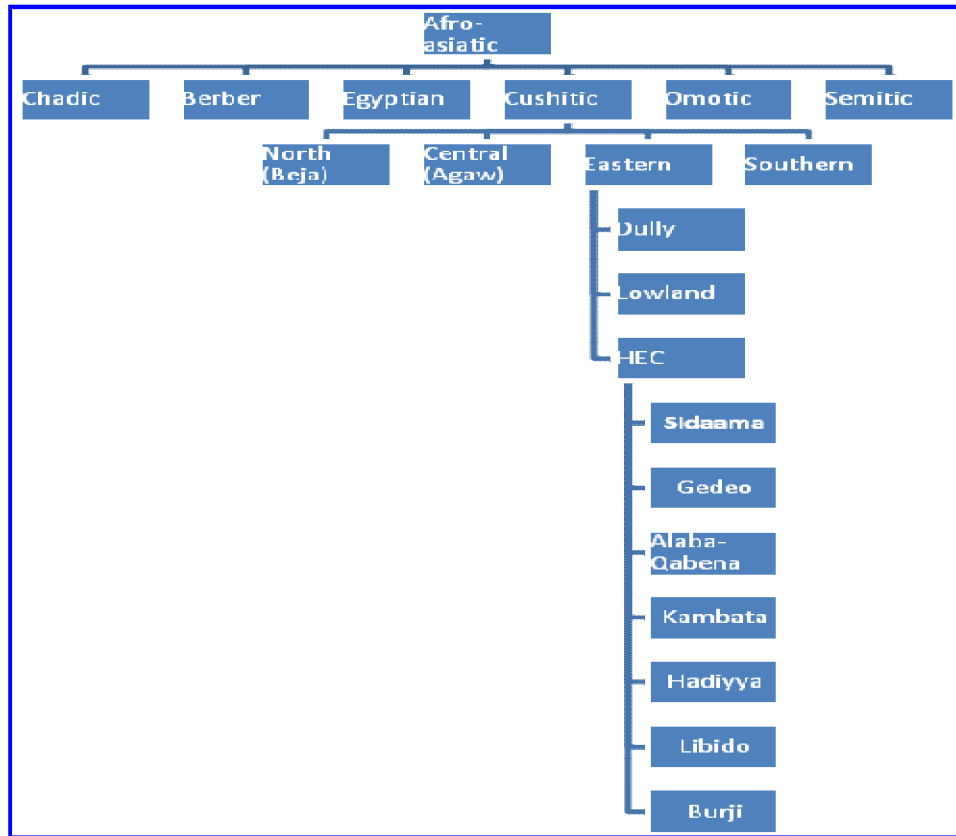 Afro-
asiatic
Chadic
Berber
Egyptian
Cushitic
Omotic
Semitic
North
(Beja)
Central
(Agaw)
Eastern
Southern
Dully
Lowland
HEC
Sidaama
Gedeo
Alaba-
Qabena
Kambata
Hadiyya
Libido
Burji